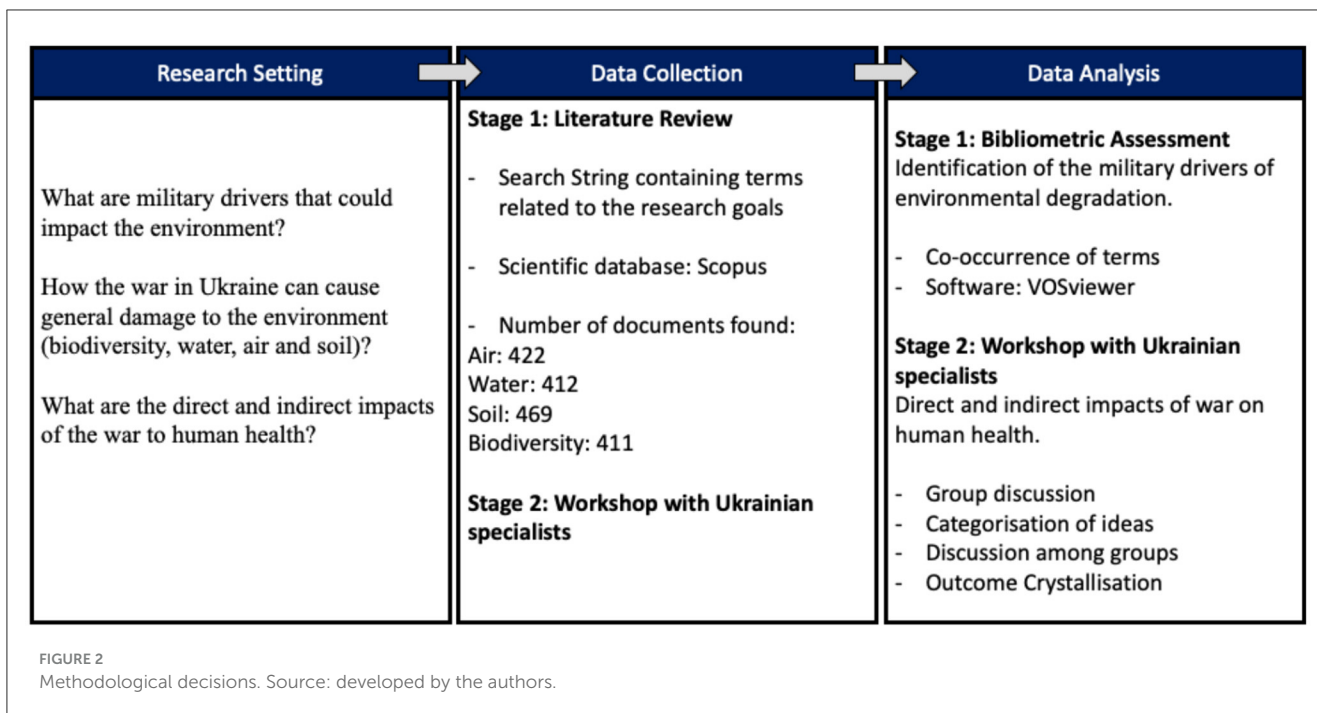 Research Setting
What are military drivers that could
impact the environment?
How the war in Ukraine can cause
general damage to the environment
(biodiversity, water, air and soil)?
What are the direct and indirect impacts
of the war to human health?
Data Collection
Stage 1: Literature Review
- Search String containing terms
related to the research goals
- Scientific database: Scopus
- Number of documents found:
Air: 422
Water: 412
Soil: 469
Biodiversity: 411
Stage 2: Workshop with Ukrainian
specialists
Data Analysis
Stage 1: Bibliometric Assessment
Identification of the military drivers of
environmental degradation.
- Co-occurrence of terms
- Software: VOSviewer
Stage 2: Workshop with Ukrainian
specialists
Direct and indirect impacts of war on
human health.
- Group discussion
- Categorisation of ideas
- Discussion among groups
- Outcome Crystallisation
FIGURE 2
Methodological decisions. Source: developed by the authors.